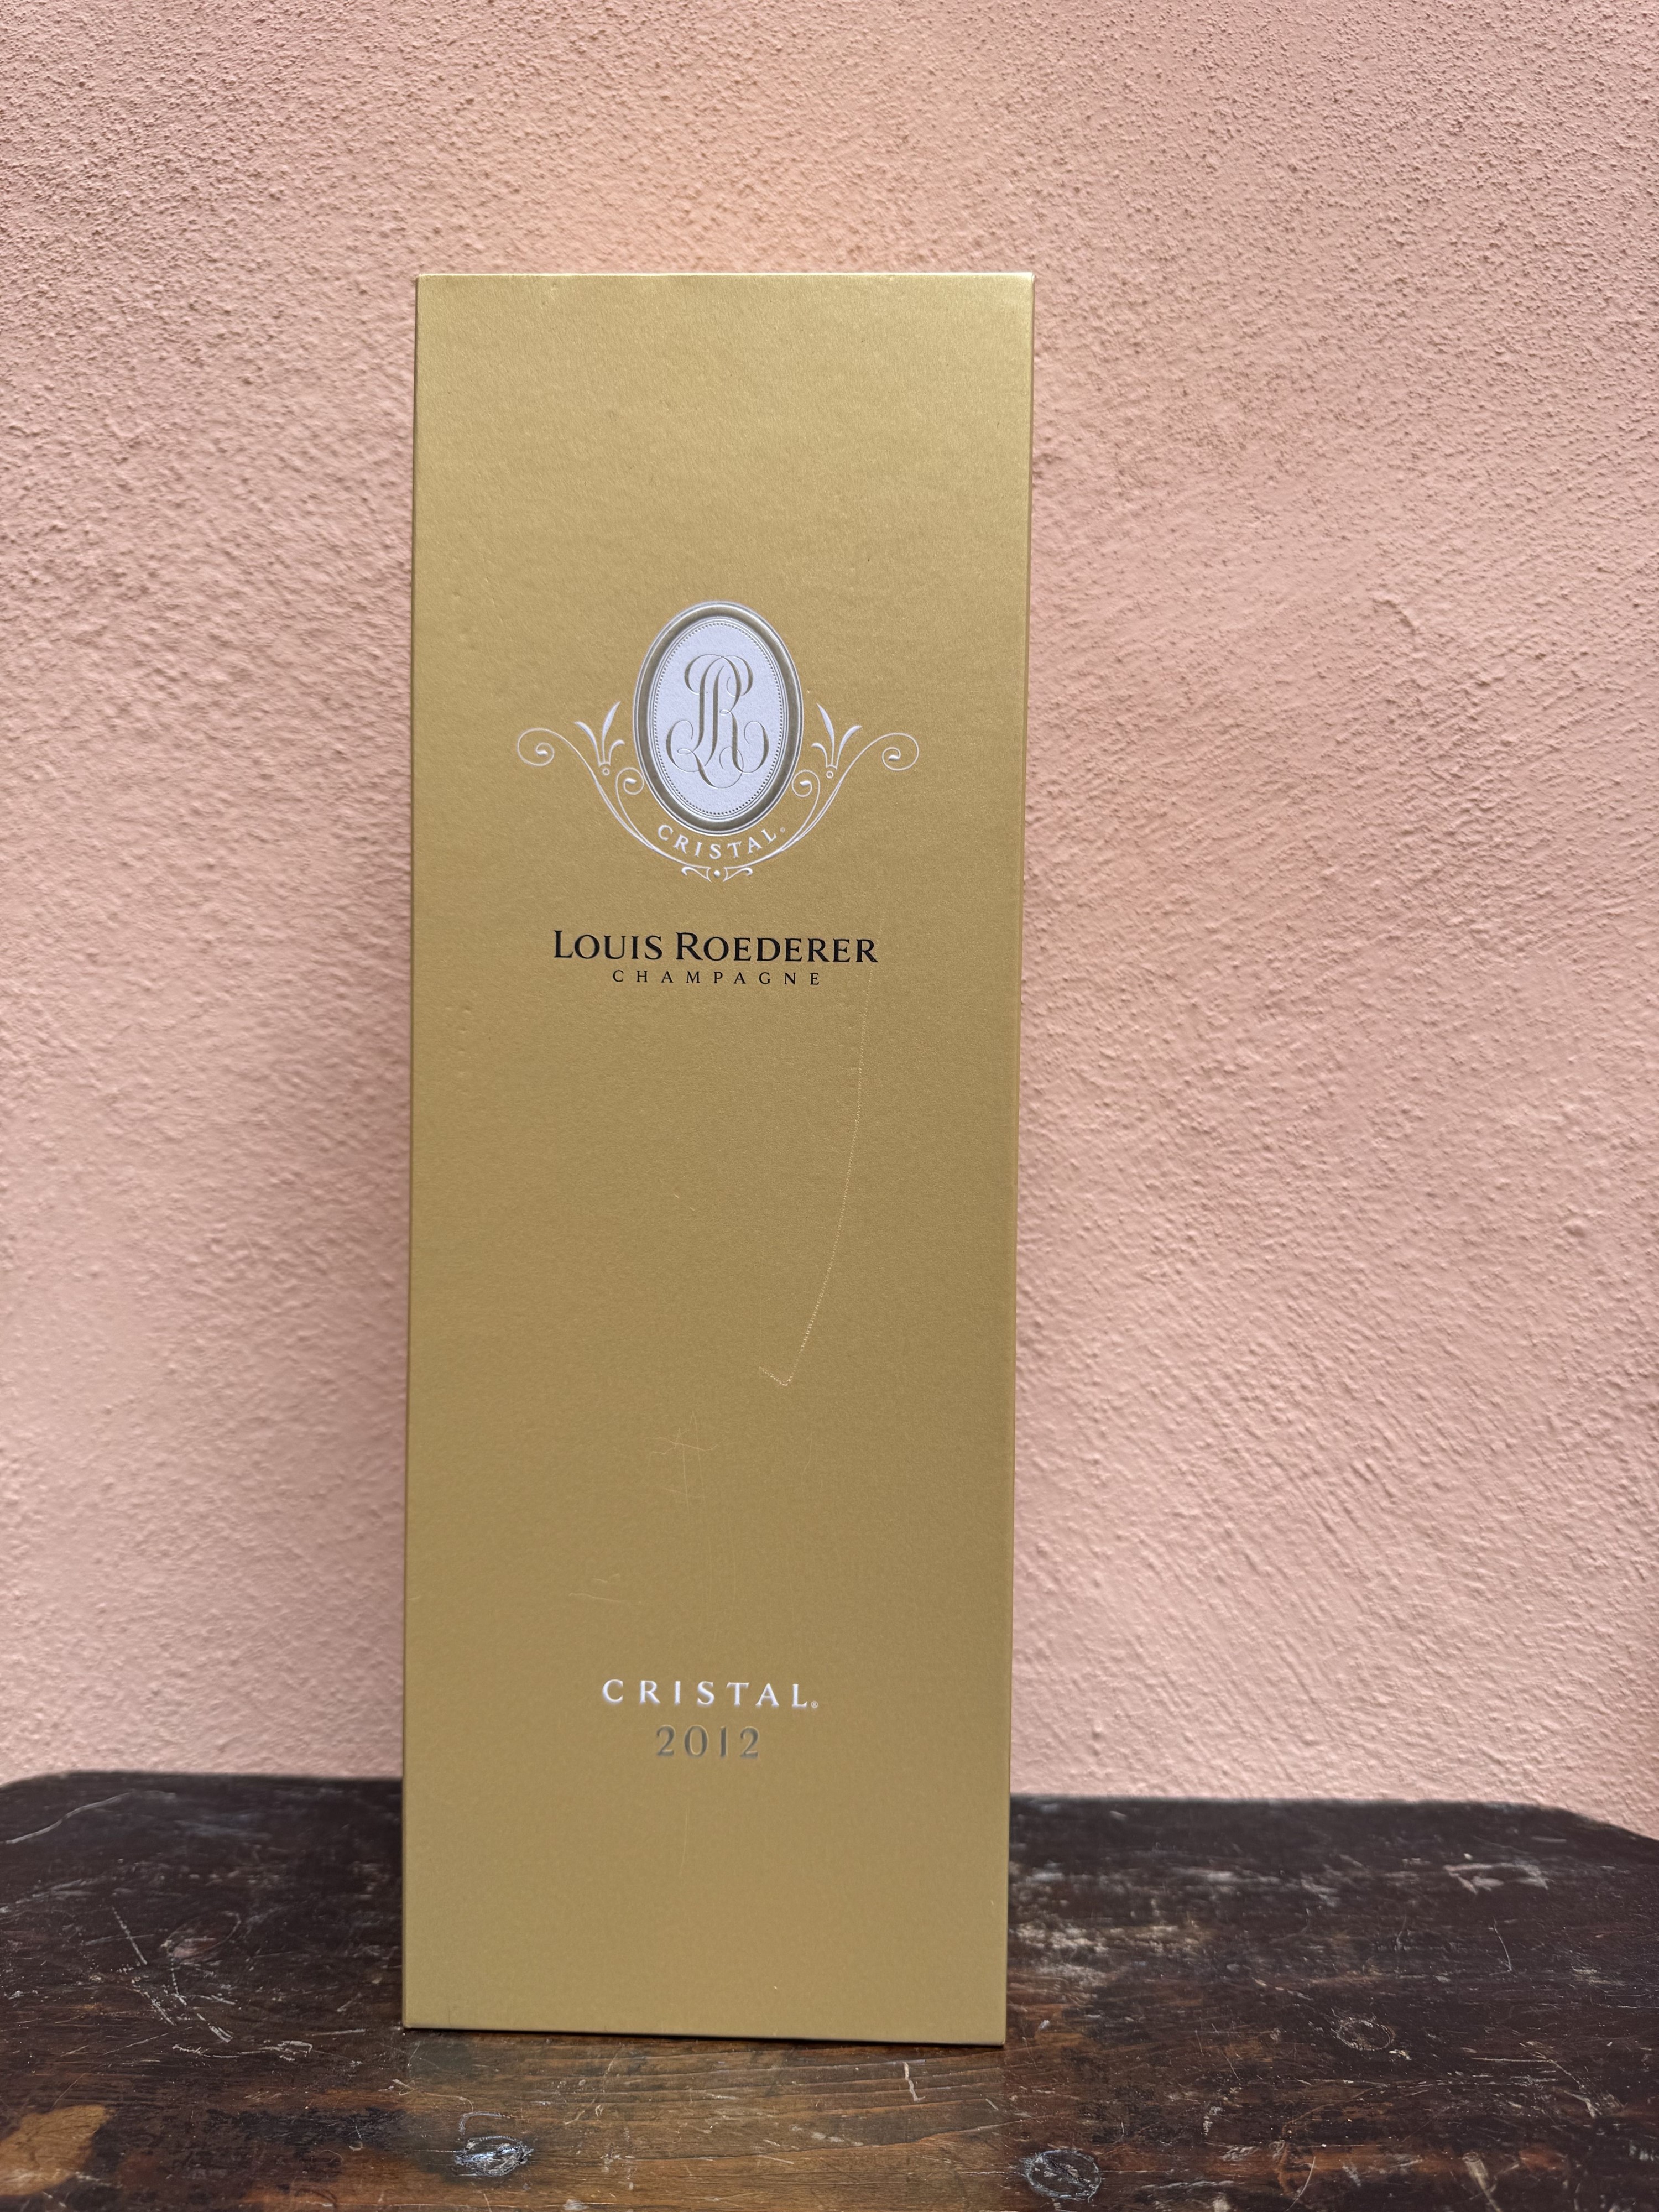 LR
CRISTAL®
LOUIS ROEDERER
CHAMPAGNE
CRISTAL®
2012